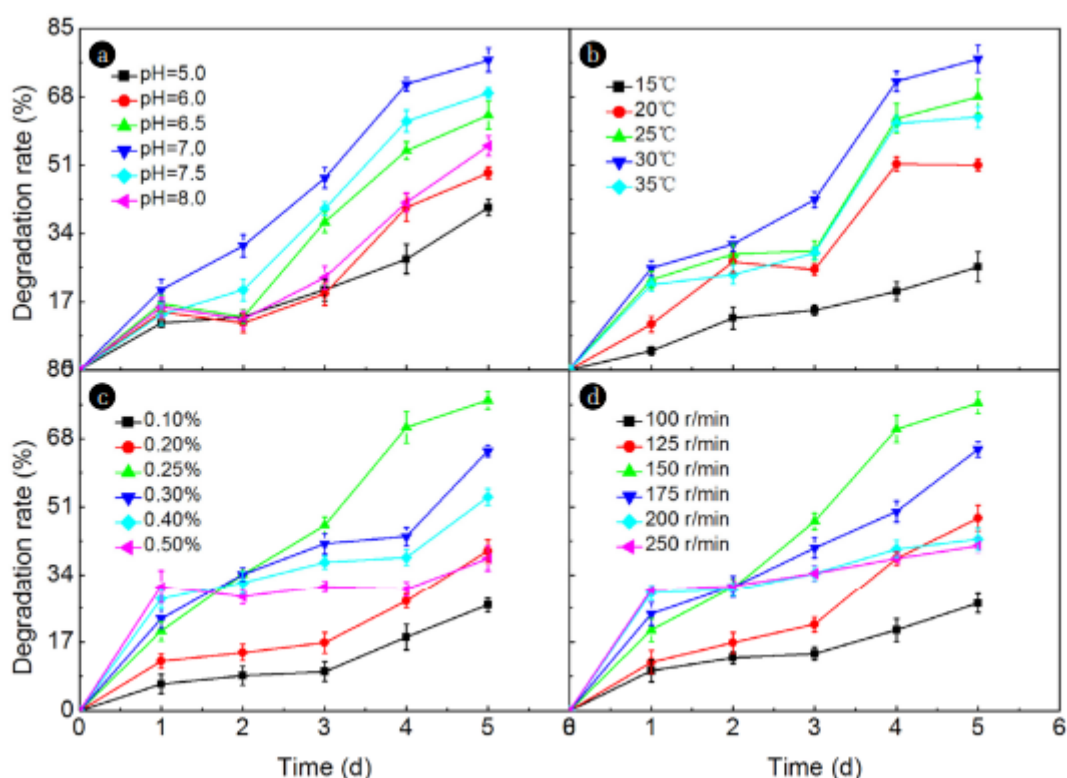 85
68
51
34
17
Degradation rate (%)
a
pH=5.0
pH=6.0
pH=6.5
pH=7.0
pH=7.5
pH=8.0
b
15℃
20℃
25℃
30℃
35℃
68
51
34
17
0
Degradation rate (%)
c
0.10%
0.20%
0.25%
0.30%
0.40%
0.50%
d
100 r/min
125 r/min
150 r/min
175 r/min
200 r/min
250 r/min
0 1 2 3 4 5
1 2 3 4 5 6
Time (d)
Time (d)